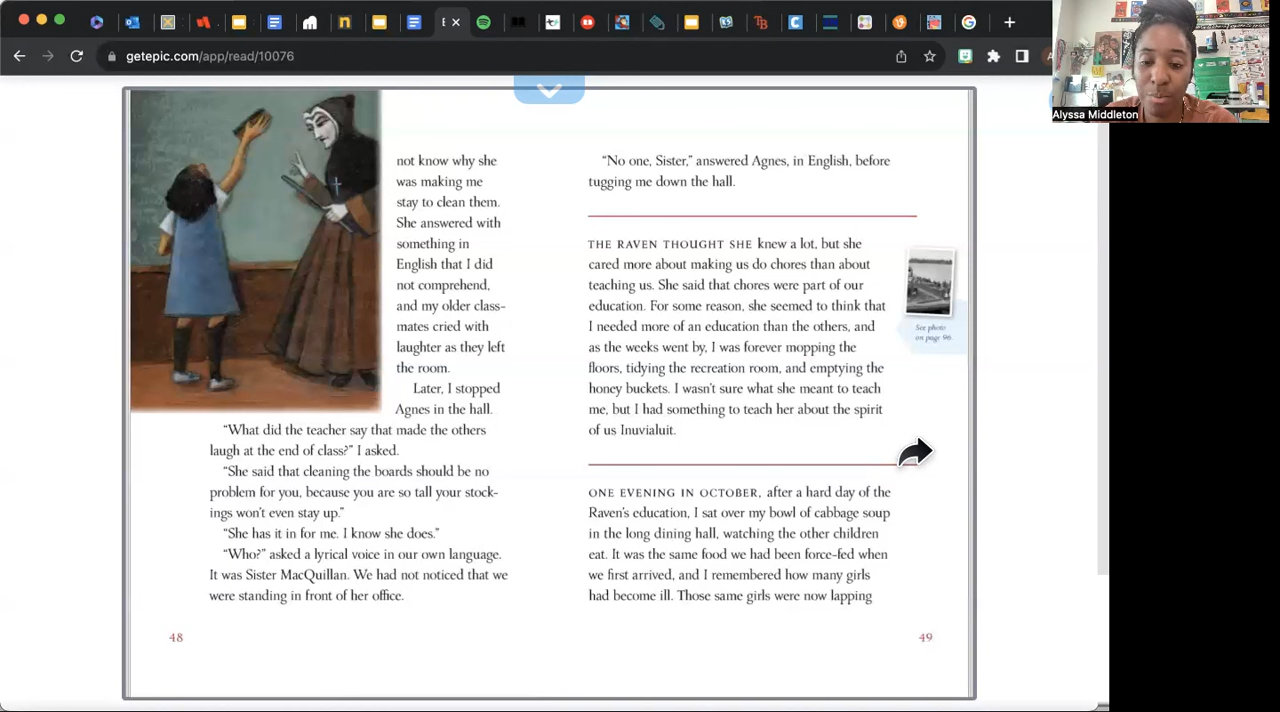 getepic.com/app/read/10076
Alyssa Middleton
not know why she
was making me
stay to clean them.
She answered with
something in
English that I did
not comprehend,
and my older class-
mates cried with
laughter as they left
the room.
Later, I stopped
Agnes in the hall.
“What did the teacher say that made the others
laugh at the end of class?” I asked.
“She said that cleaning the boards should be no
problem for you, because you are so tall your stock-
ings won’t even stay up.”
“She has it in for me. I know she does.”
“Who?” asked a lyrical voice in our own language.
It was Sister MacQuillan. We had not noticed that we
were standing in front of her office.
48
“No one, Sister,” answered Agnes, in English, before
tugging me down the hall.
THE RAVEN THOUGHT SHE knew a lot, but she
cared more about making us do chores than about
teaching us. She said that chores were part of our
education. For some reason, she seemed to think that
I needed more of an education than the others, and
as the weeks went by, I was forever mopping the
floors, tidying the recreation room, and emptying the
honey buckets. I wasn’t sure what she meant to teach
me, but I had something to teach her about the spirit
of us Inuvialuit.
See photo
on page 96.
ONE EVENING IN OCTOBER, after a hard day of the
Raven’s education, I sat over my bowl of cabbage soup
in the long dining hall, watching the other children
eat. It was the same food we had been force-fed when
we first arrived, and I remembered how many girls
had become ill. Those same girls were now lapping
49